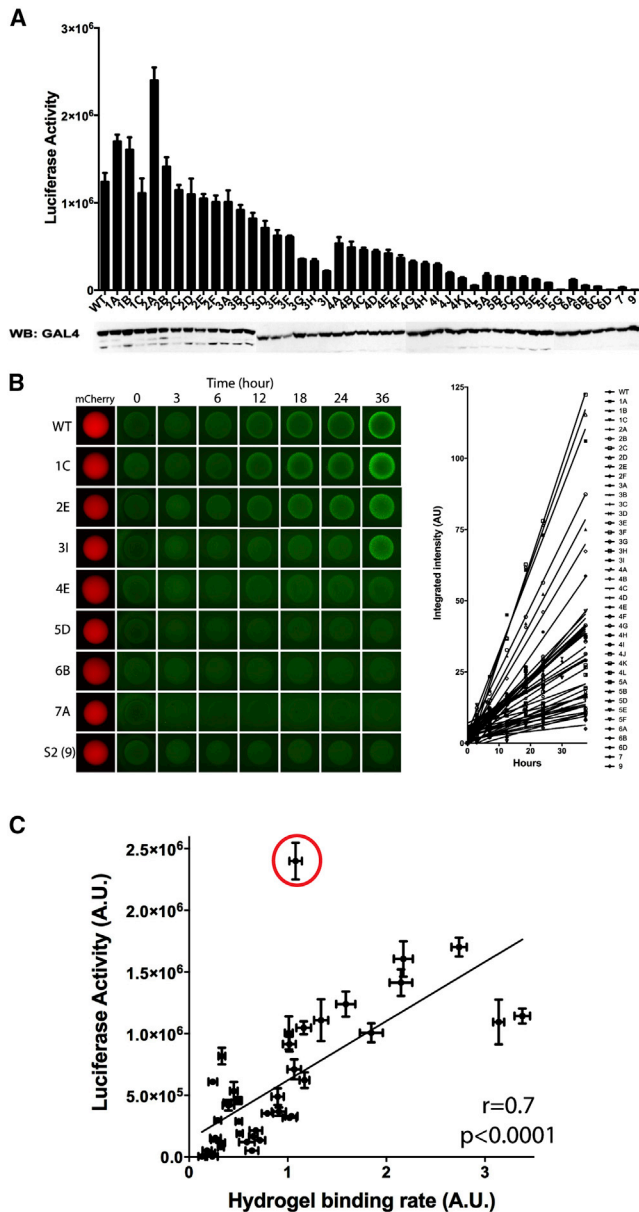 A
Luciferase Activity
3×10⁶
2×10⁶
1×10⁶
0
WT 1A 1B 1C 2A 2B 2C 2D 2E 2F 3A 3B 3C 3D 3E 3F 3G 3H 3I 4A 4B 4C 4D 4E 4F 4G 4H 4I 4J 4K 4L 5A 5B 5C 5D 5E 5F 5G 6A 6B 6C 6D 7 9
WB: GAL4
B
Time (hour)
mCherry 0 3 6 12 18 24 36
WT
1C
2E
3I
4E
5D
6B
7A
S2 (9)
Integrated intensity (AU)
125
100
75
50
25
0
0 10 20 30
Hours
WT
1A
1B
1C
2A
2B
2C
2D
2E
2F
3A
3B
3C
3D
3E
3F
3G
3H
3I
4A
4B
4C
4D
4E
4F
4G
4H
4I
4J
4K
4L
5A
5B
5D
5E
5F
6A
6B
6D
7
9
C
Luciferase Activity (A.U.)
2.5×10⁶
2.0×10⁶
1.5×10⁶
1.0×10⁶
5.0×10⁵
0.0
0 1 2 3
r=0.7
p<0.0001
Hydrogel binding rate (A.U.)